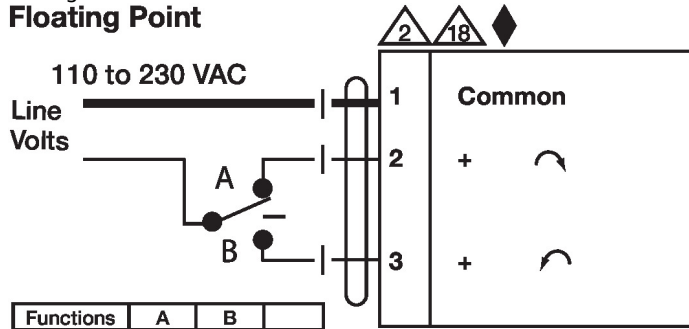 Floating Point
2 18
110 to 230 VAC
Line
Volts
1 Common
A
2 +
B
3 +
Functions A B